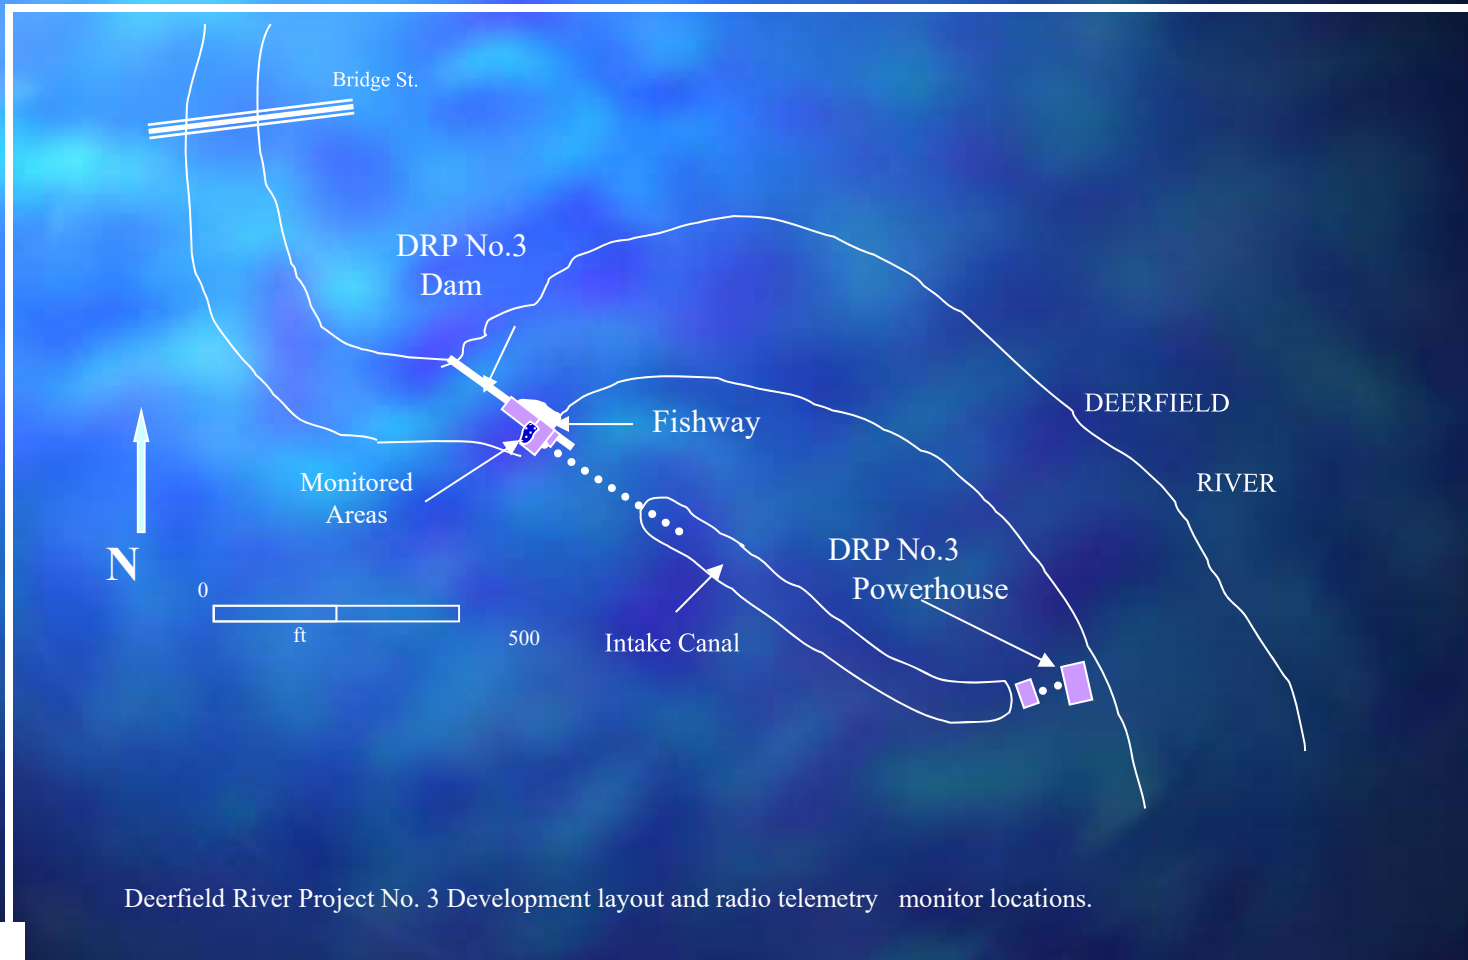 Bridge St.
DRP No.3
Dam
DEERFIELD
Fishway
RIVER
Monitored
Areas
DRP No.3
Powerhouse
N
0
ft
500
Intake Canal
Deerfield River Project No. 3 Development layout and radio telemetry monitor locations.